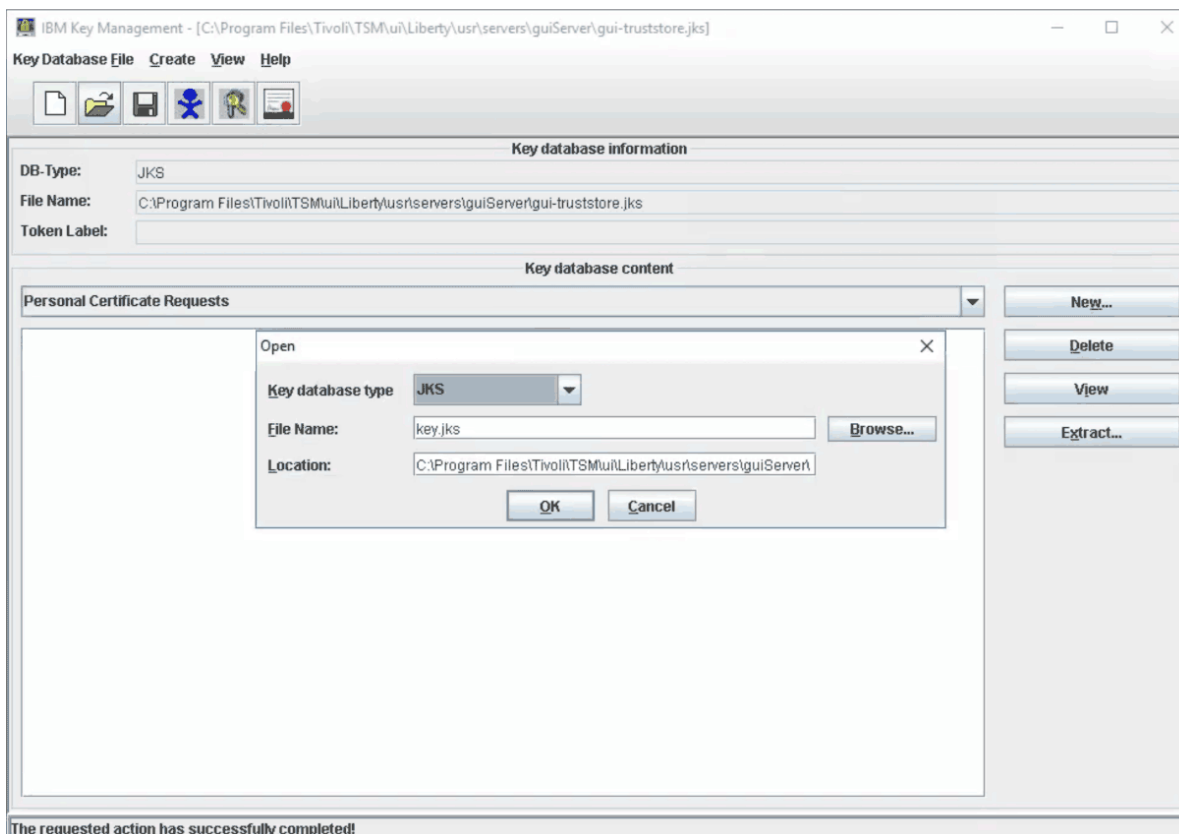 IBM Key Management - [C:\Program Files\Tivoli\TSM\ui\Liberty\usr\servers\guiServer\gui-truststore.jks]
Key Database File Create View Help
Key database information
DB-Type: JKS
File Name: C:\Program Files\Tivoli\TSM\ui\Liberty\usr\servers\guiServer\gui-truststore.jks
Token Label:
Key database content
Personal Certificate Requests
New...
Delete
View
Extract...
Open
Key database type JKS
File Name: key.jks Browse...
Location: C:\Program Files\Tivoli\TSM\ui\Liberty\usr\servers\guiServer\
OK Cancel
The requested action has successfully completed!